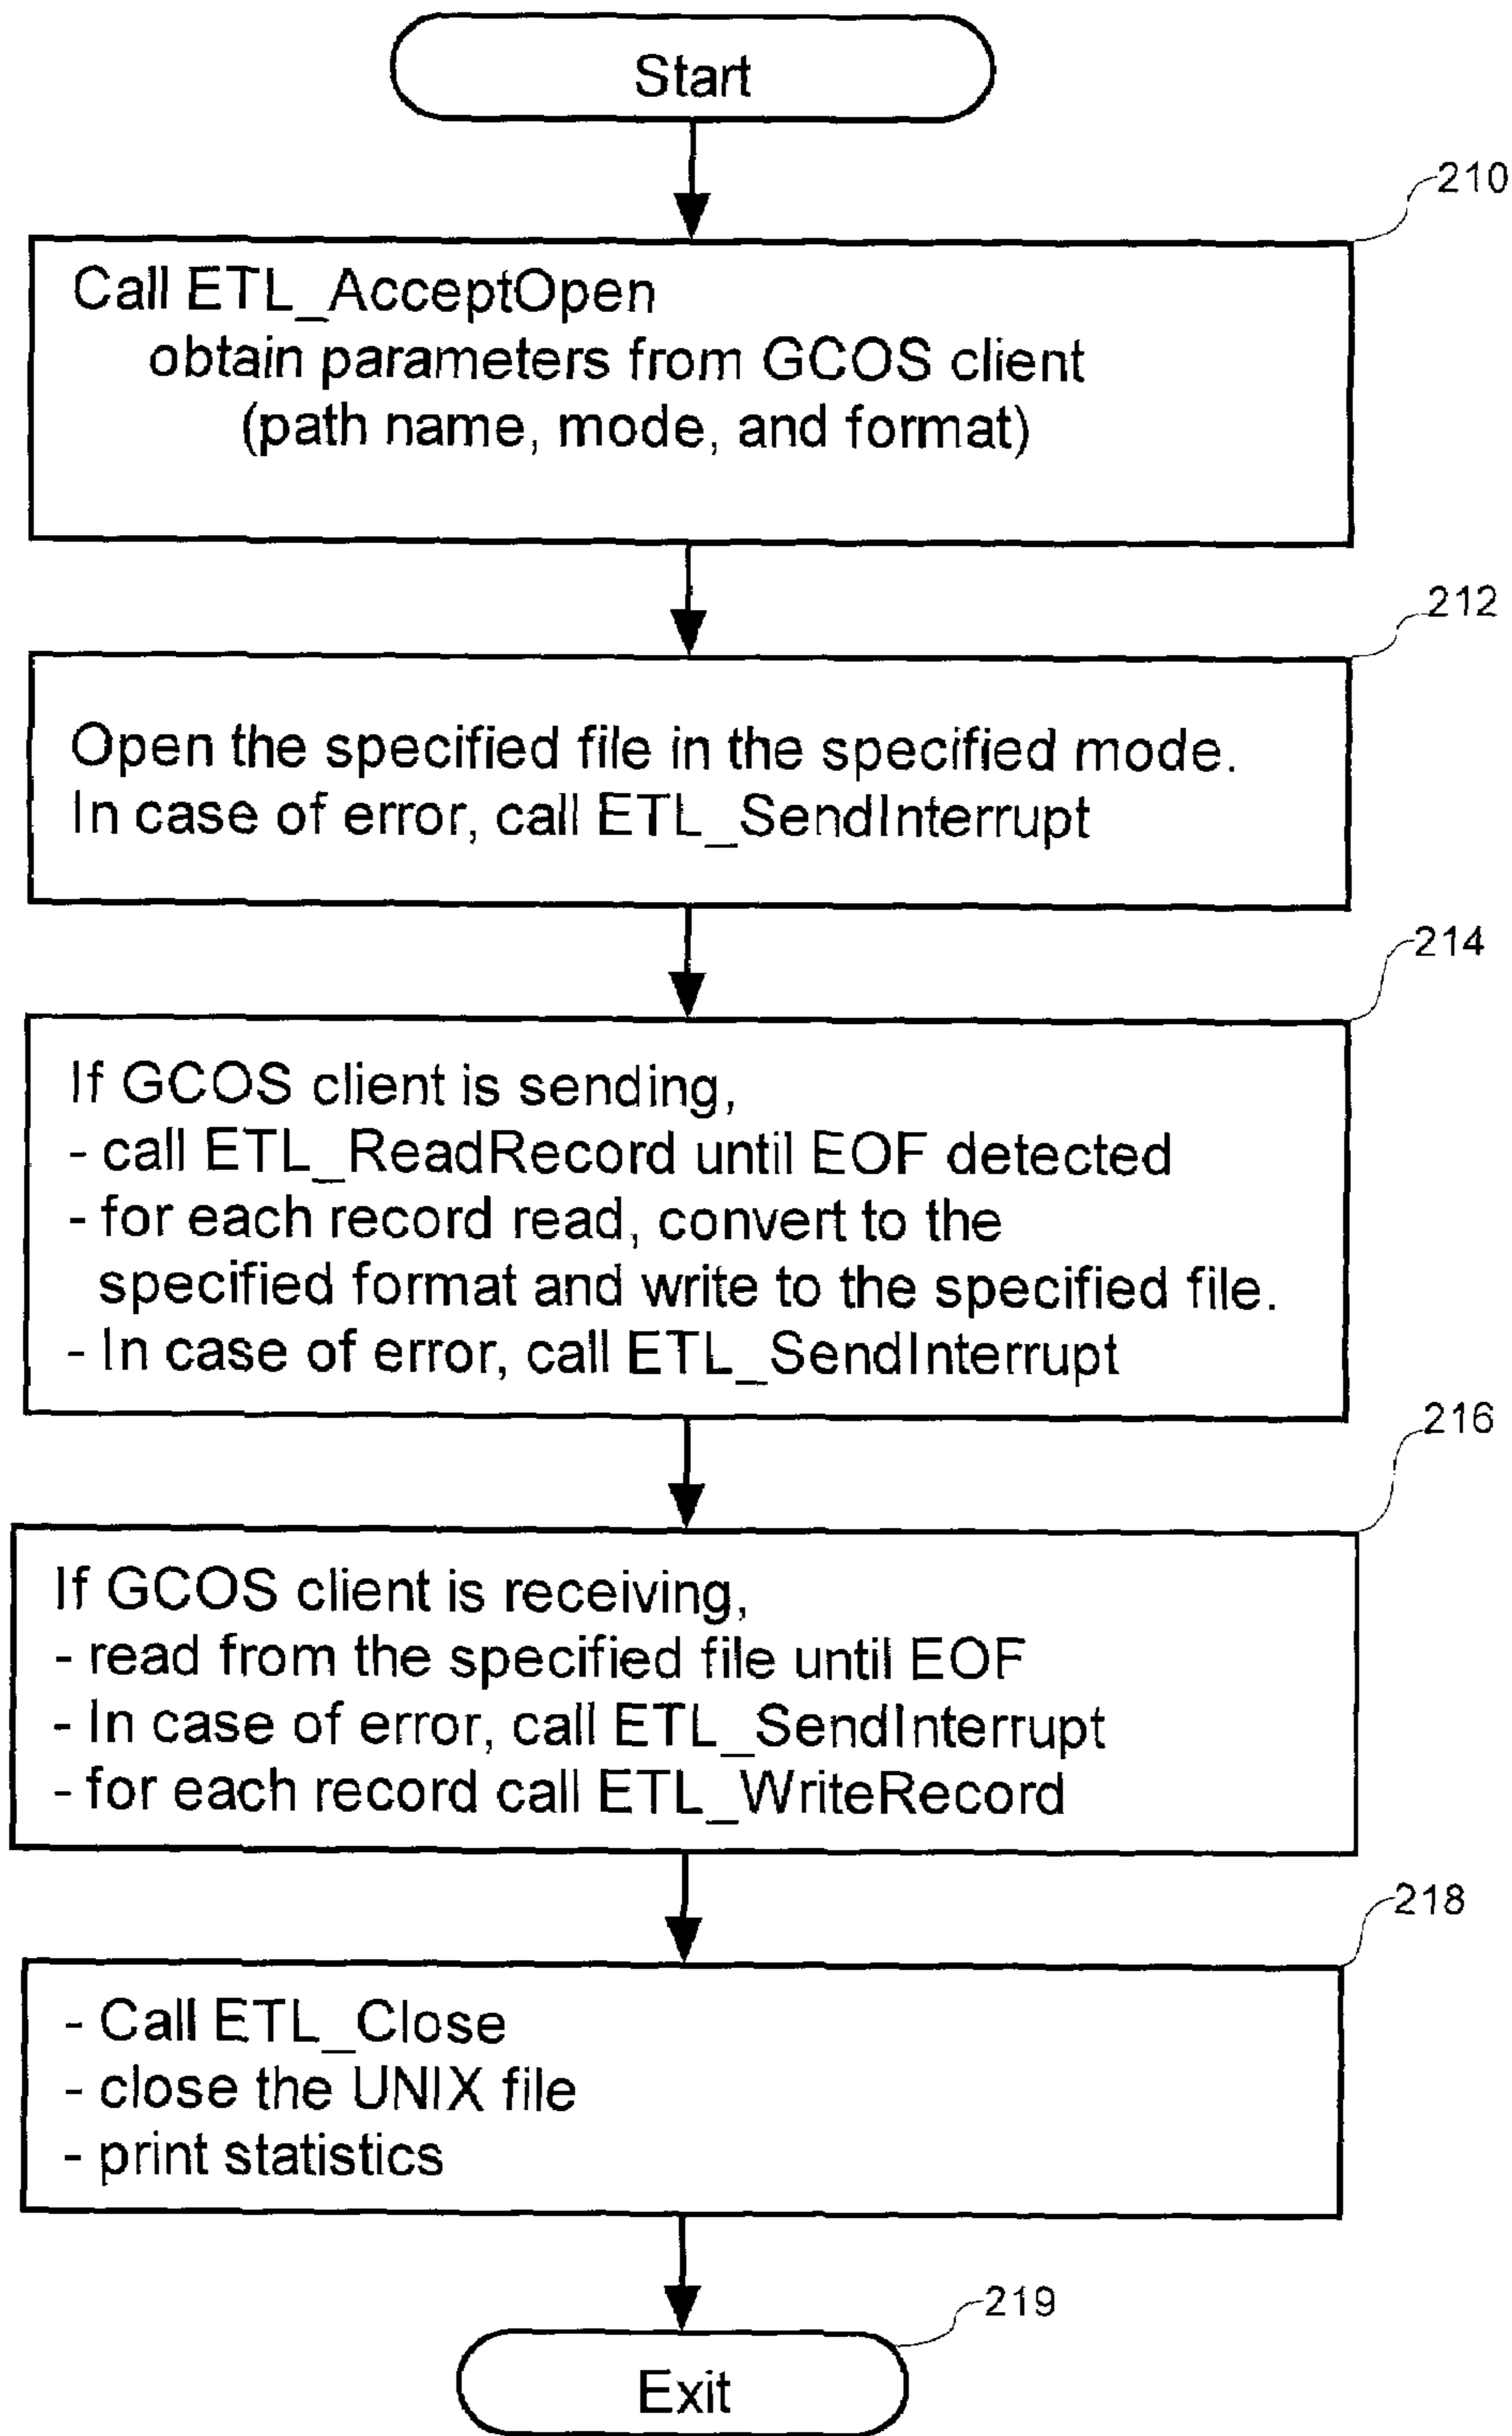 Start
210
Call ETL_AcceptOpen
obtain parameters from GCOS client
(path name, mode, and format)
212
Open the specified file in the specified mode.
In case of error, call ETL_SendInterrupt
214
If GCOS client is sending,
- call ETL_ReadRecord until EOF detected
- for each record read, convert to the
specified format and write to the specified file.
- In case of error, call ETL_SendInterrupt
216
If GCOS client is receiving,
- read from the specified file until EOF
- In case of error, call ETL_SendInterrupt
- for each record call ETL_WriteRecord
218
- Call ETL_Close
- close the UNIX file
- print statistics
219
Exit